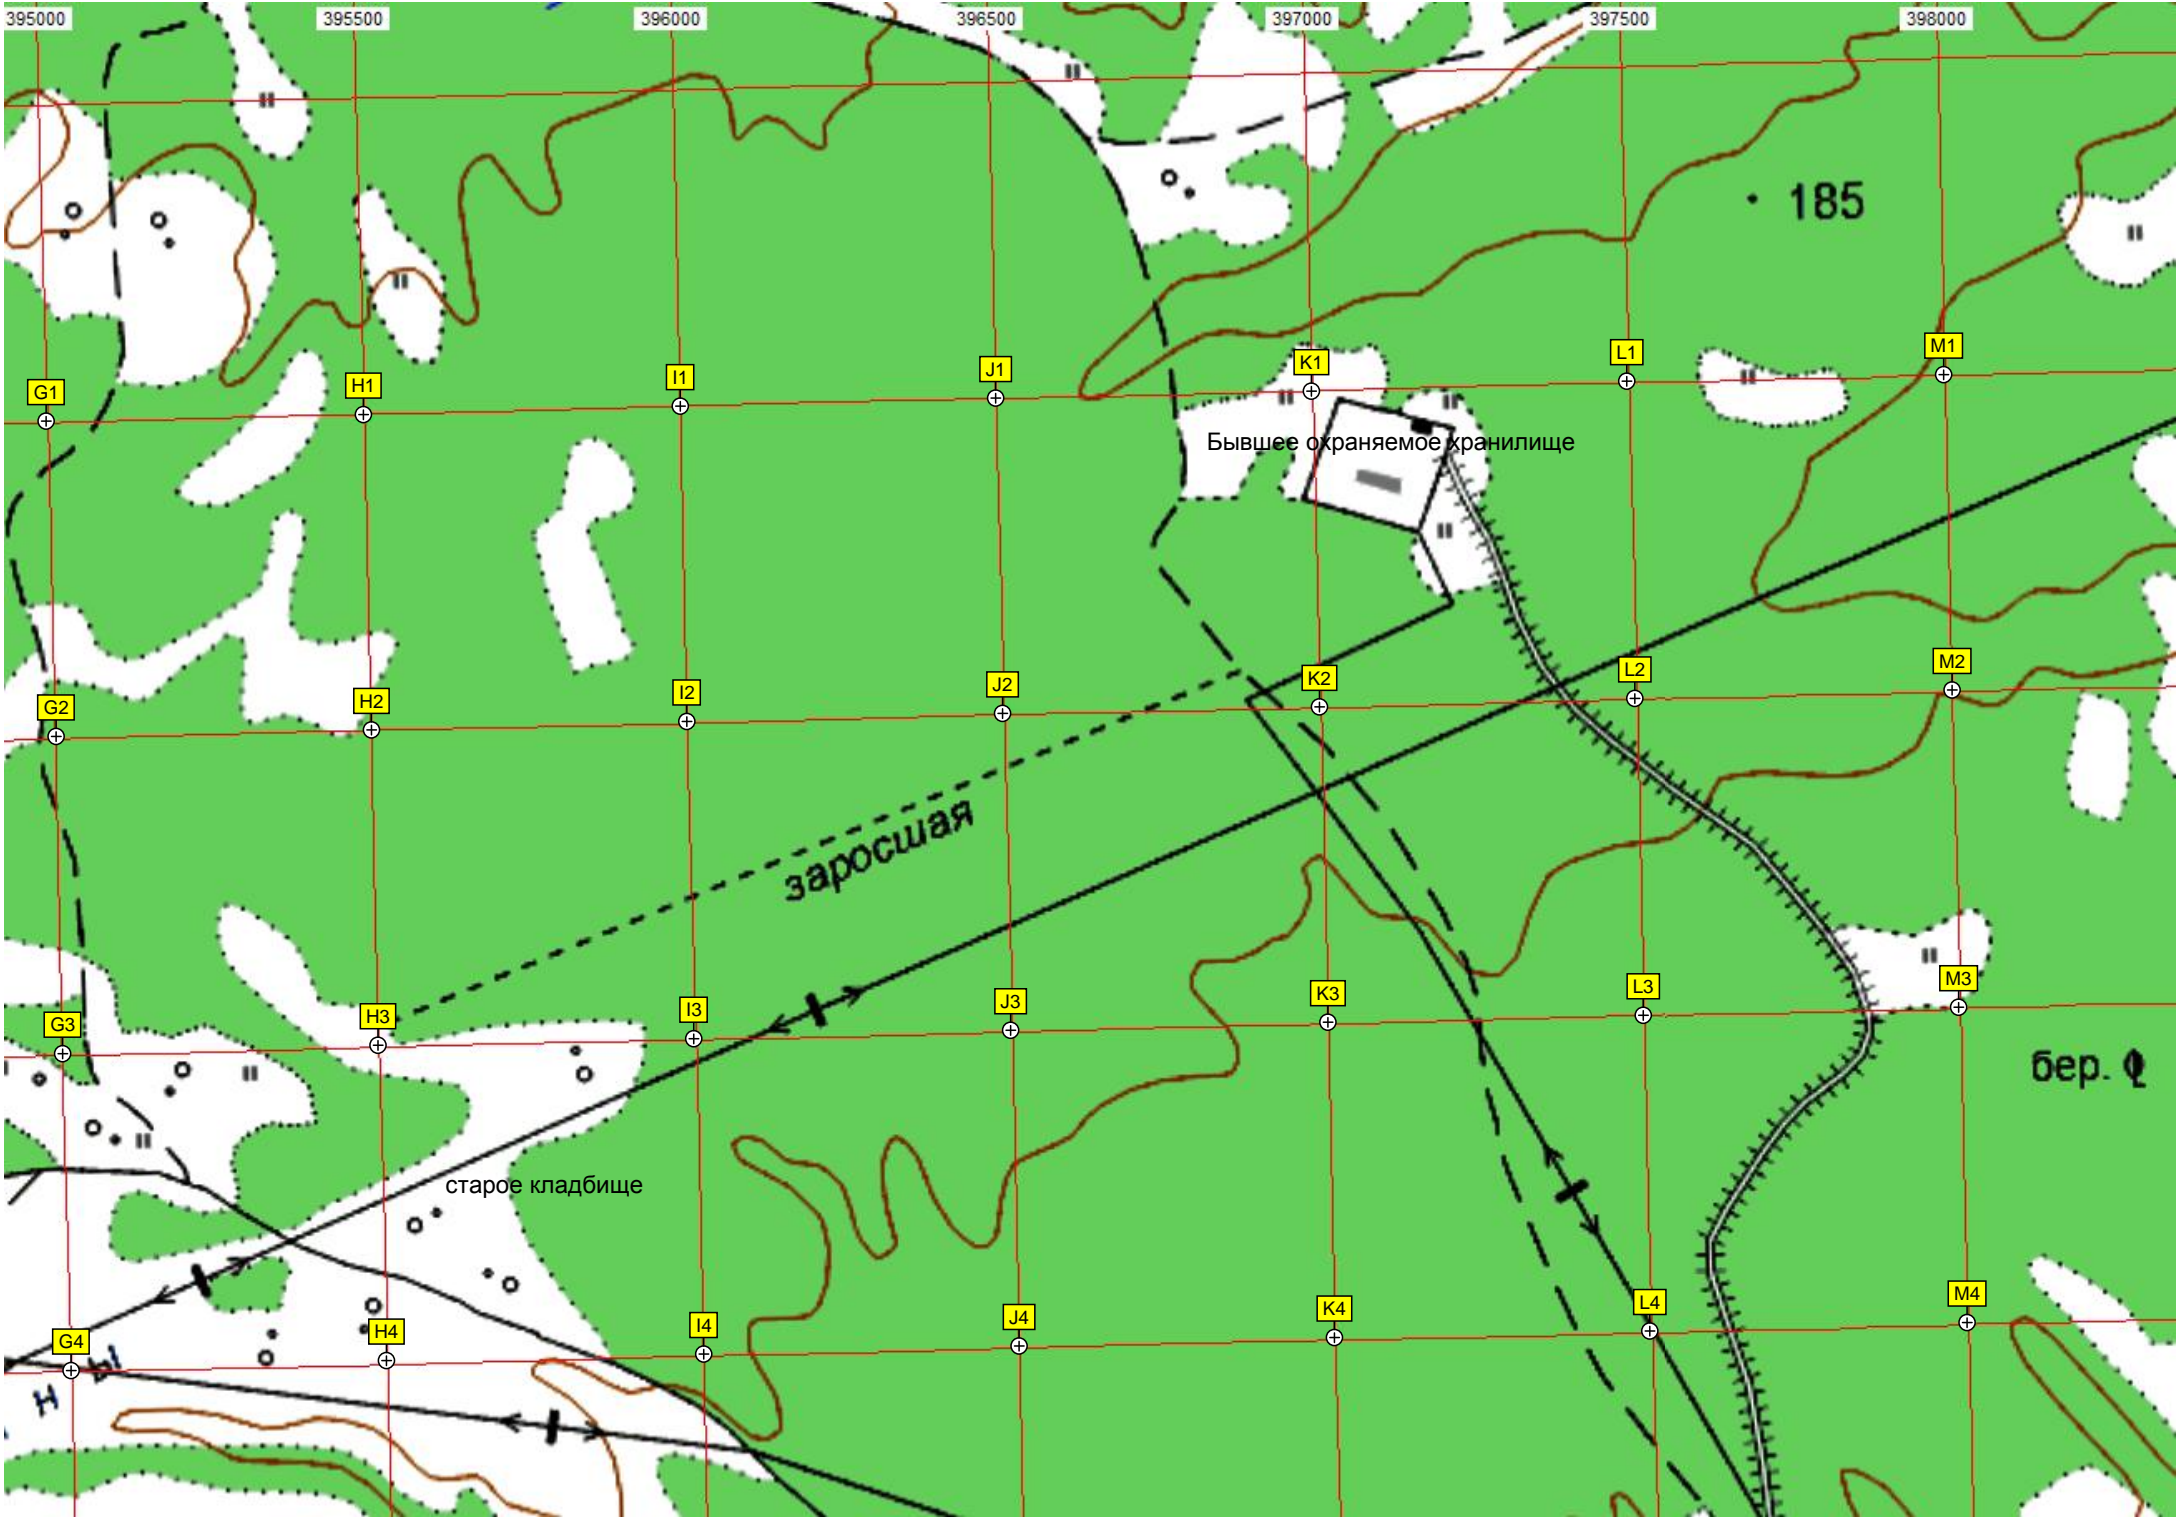 395000 395500 396000 396500 397000 397500 398000
185
G1 H1 I1 J1 K1 L1 M1
Бывшее охраняемое хранилище
G2 H2 I2 J2 K2 L2 M2
заросшая
G3 H3 I3 J3 K3 L3 M3
бер.
старое кладбище
G4 H4 I4 J4 K4 L4 M4